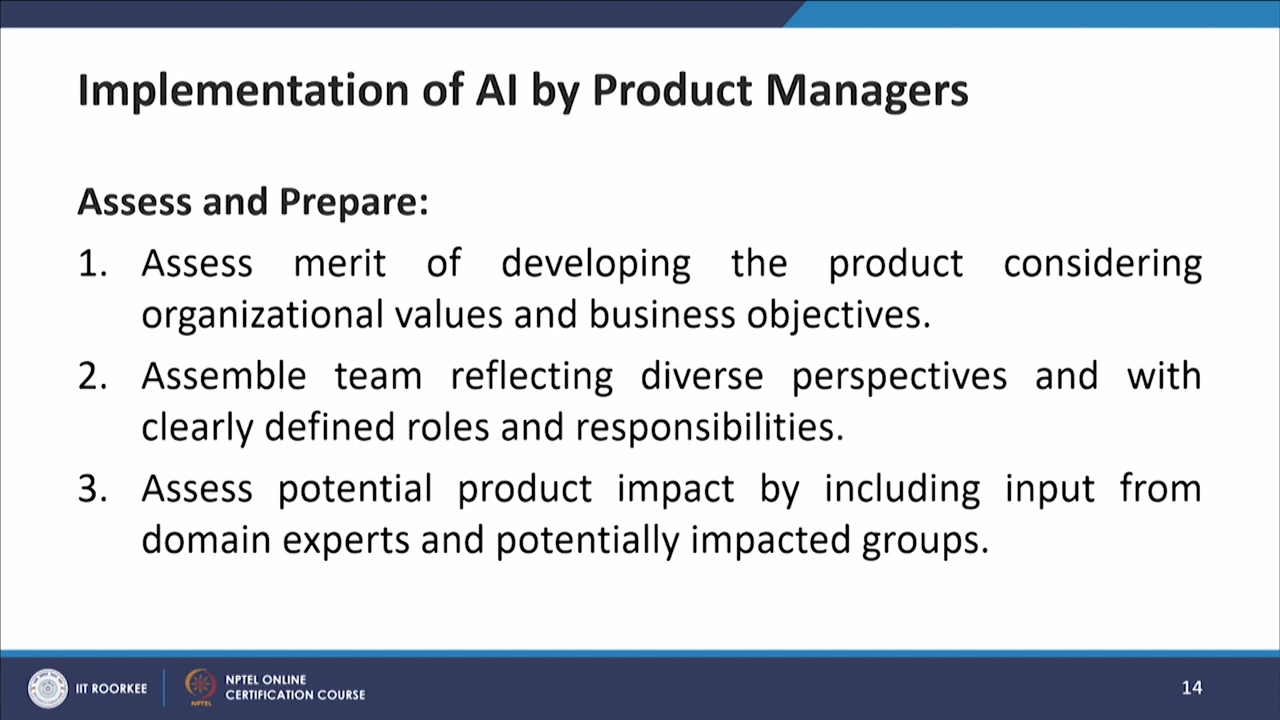 Implementation of AI by Product Managers
Assess and Prepare:
1. Assess merit of developing the product considering
organizational values and business objectives.
2. Assemble team reflecting diverse perspectives and with
clearly defined roles and responsibilities.
3. Assess potential product impact by including input from
domain experts and potentially impacted groups.
IIT ROORKEE
NPTEL
NPTEL ONLINE
CERTIFICATION COURSE
14